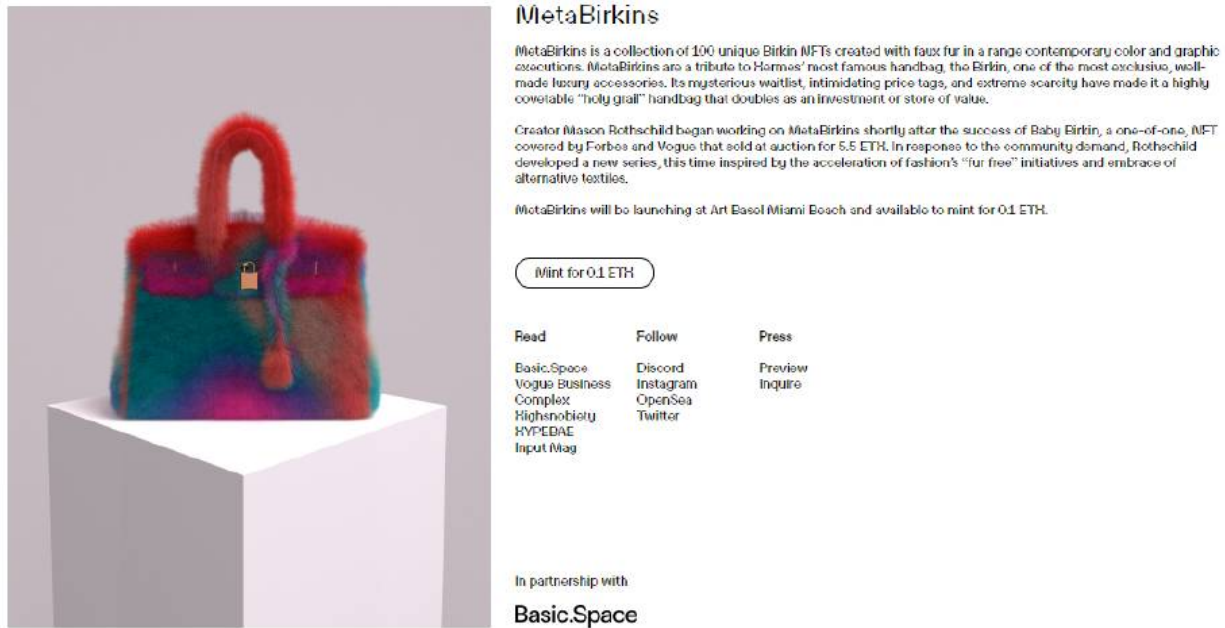 MetaBirkins
MetaBirkins is a collection of 100 unique Birkin NFTs created with faux fur in a range contemporary color and graphic
executions. MetaBirkins are a tribute to Hermes' most famous handbag, the Birkin, one of the most exclusive, well-
made luxury accessories. Its mysterious waitlist, intimidating price tags, and extreme scarcity have made it a highly
covetable "holy grail" handbag that doubles as an investment or store of value.
Creator Mason Rothschild began working on MetaBirkins shortly after the success of Baby Birkin, a one-of-one, NFT
covered by Forbes and Vogue that sold at auction for 5.5 ETH. In response to the community demand, Rothschild
developed a new series, this time inspired by the acceleration of fashion's "fur free" initiatives and embrace of
alternative textiles.
MetaBirkins will be launching at Art Basel Miami Beach and available to mint for 0.1 ETH.
Mint for 0.1 ETH
Read Follow Press
Basic.Space Discord Preview
Vogue Business Instagram Inquire
Complex OpenSea
Highsnobiety Twitter
HYPEBAE
Input Mag
In partnership with
Basic.Space